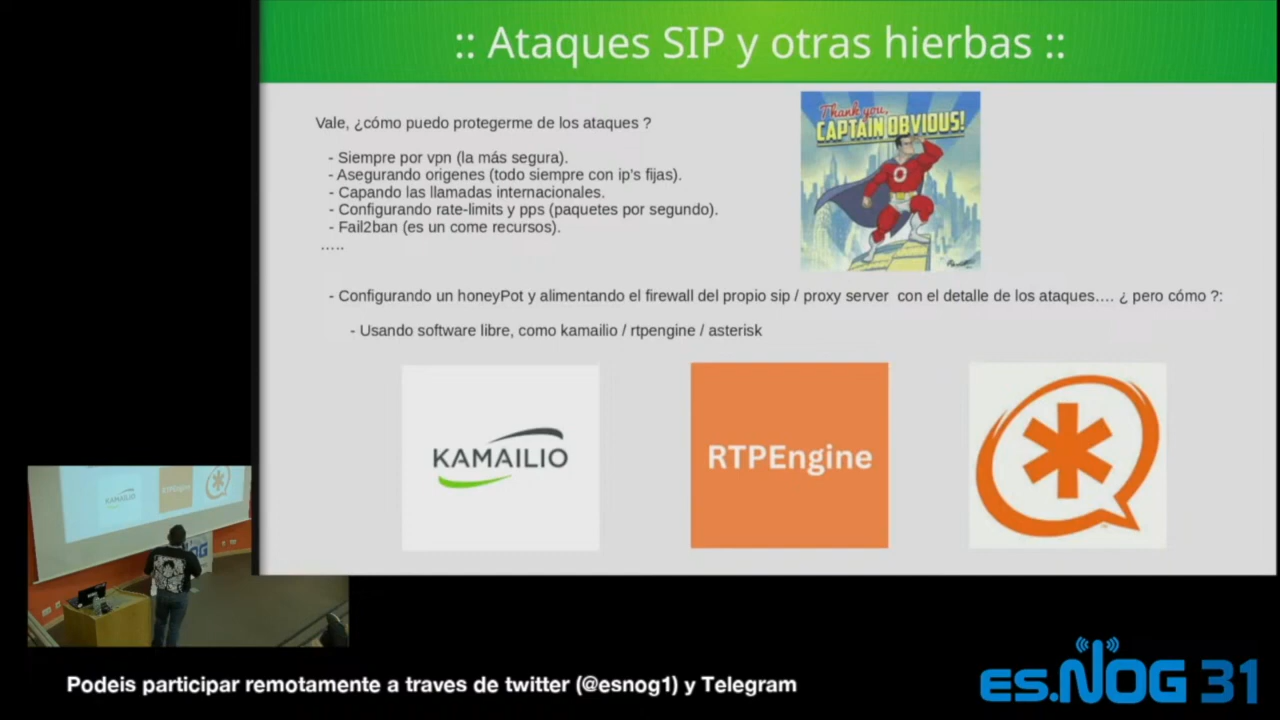 :: Ataques SIP y otras hierbas ::
Vale, ¿cómo puedo protegerme de los ataques ?
Thank you,
CAPTAIN OBVIOUS!
- Siempre por vpn (la más segura).
- Asegurando origenes (todo siempre con ip's fijas).
- Capando las llamadas internacionales.
- Configurando rate-limits y pps (paquetes por segundo).
- Fail2ban (es un come recursos).
.....
- Configurando un honeyPot y alimentando el firewall del propio sip / proxy server con el detalle de los ataques.... ¿ pero cómo ?:
- Usando software libre, como kamailio / rtpengine / asterisk
KAMAILIO
RTPEngine
KAMAILIO
RTPEngine
NOG
Podeis participar remotamente a traves de twitter (@esnog1) y Telegram
es.NOG 31